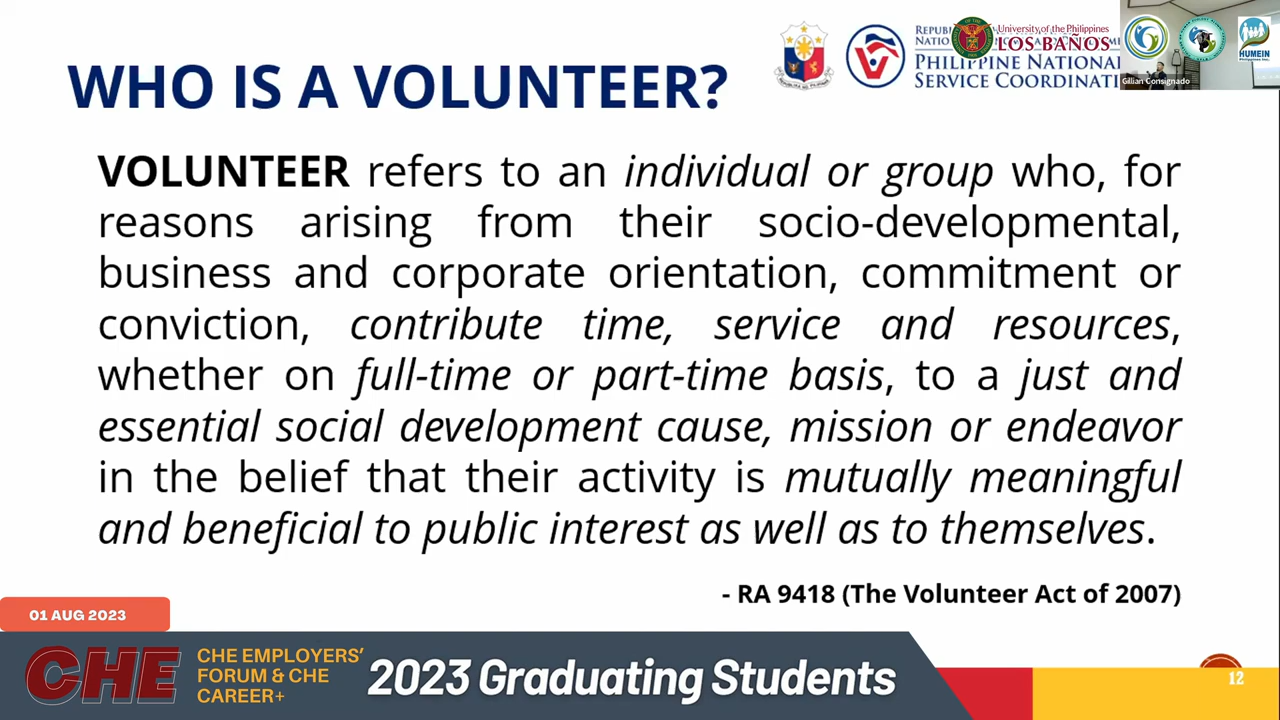 WHO IS A VOLUNTEER?
PHILIPPINE NATIONAL
University of the Philippines
LOS BAÑOS
HUMEIN
Philippines Inc.
Gilian Consignado
VOLUNTEER refers to an individual or group who, for
reasons arising from their socio-developmental,
business and corporate orientation, commitment or
conviction, contribute time, service and resources,
whether on full-time or part-time basis, to a just and
essential social development cause, mission or endeavor
in the belief that their activity is mutually meaningful
and beneficial to public interest as well as to themselves.
- RA 9418 (The Volunteer Act of 2007)
01 AUG 2023
CHE
CHE EMPLOYERS'
FORUM & CHE
CAREER+
2023 Graduating Students
12